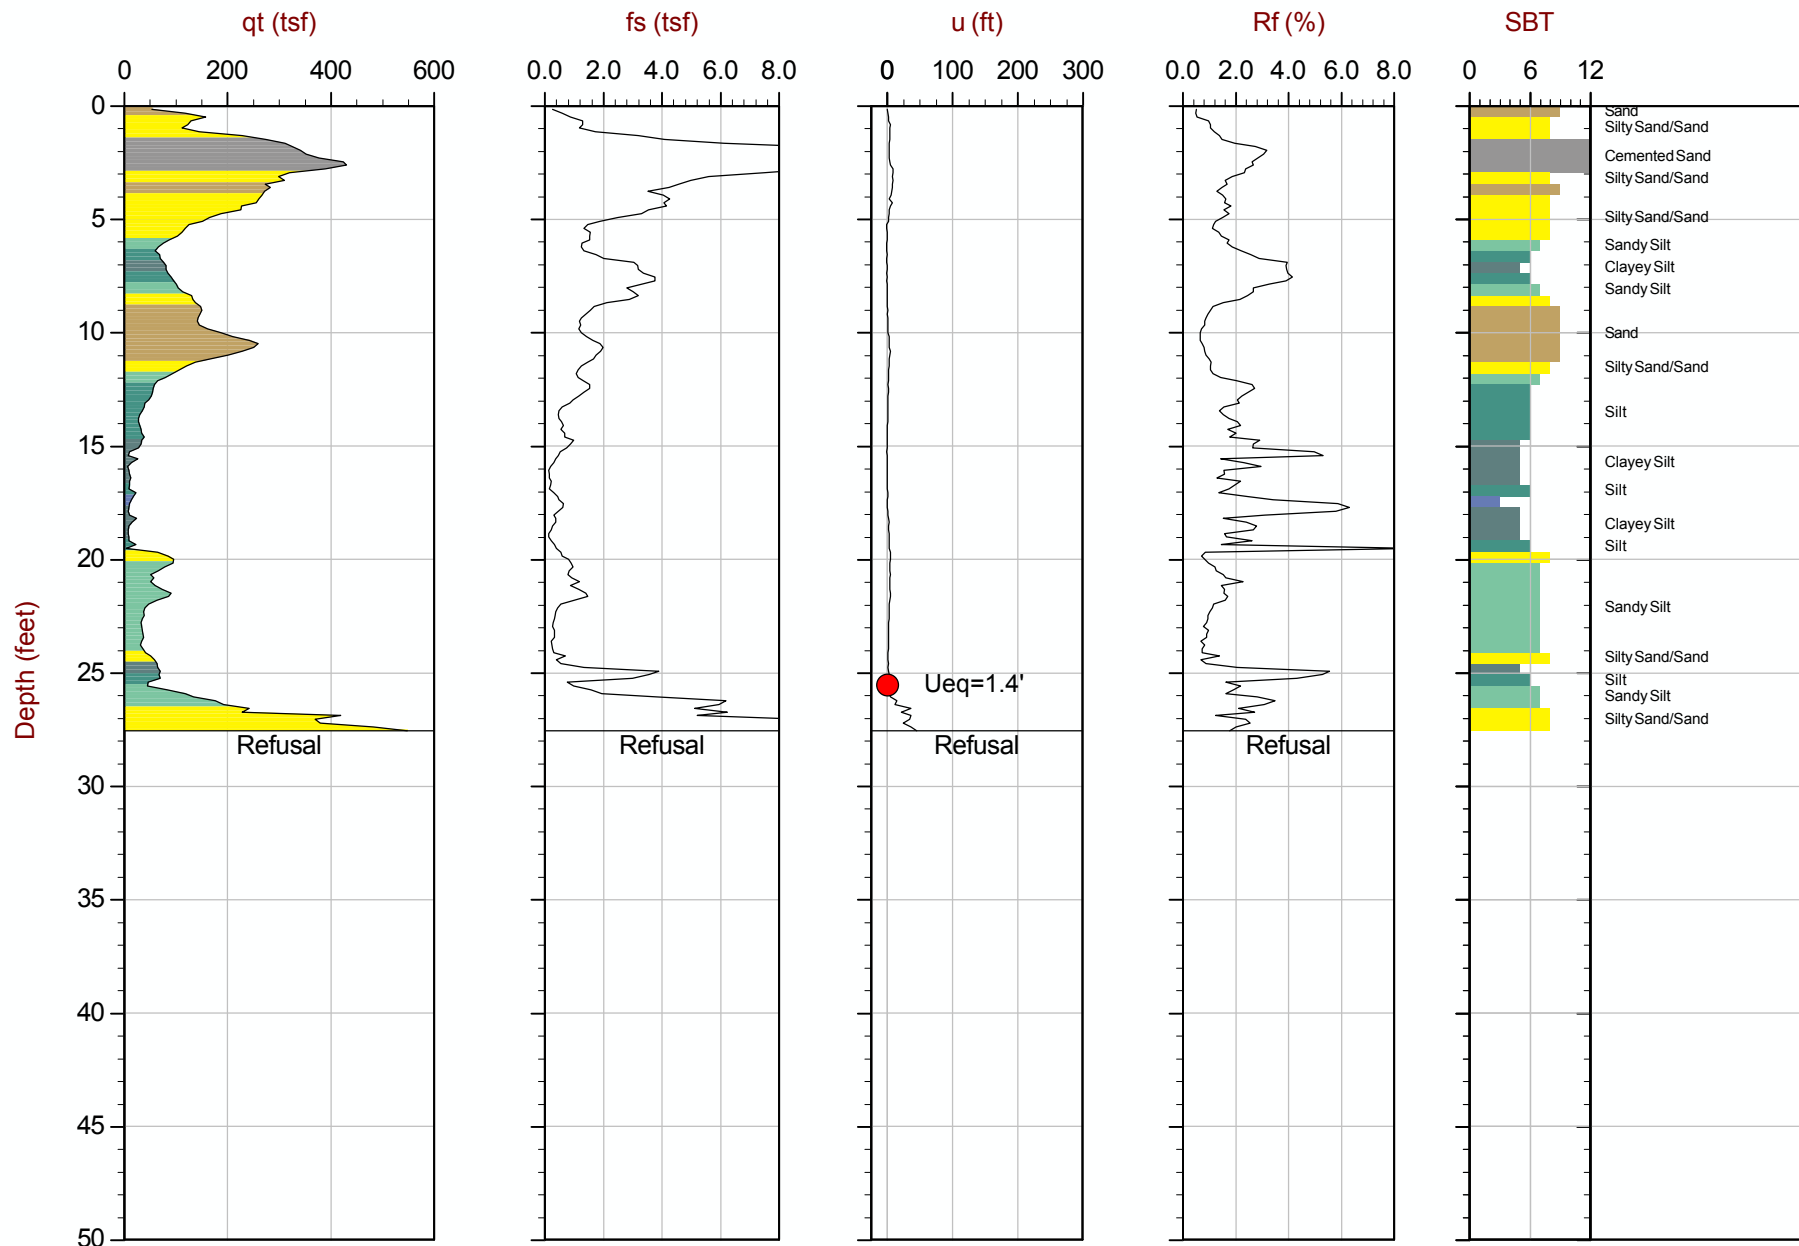 qt (tsf) fs (tsf) u (ft) Rf (%) SBT
0 200 400 600 0.0 2.0 4.0 6.0 8.0 0 100 200 300 0.0 2.0 4.0 6.0 8.0 0 6 12
0
Sand
Silty Sand/Sand
Cemented Sand
Silty Sand/Sand
5
Silty Sand/Sand
Sandy Silt
Clayey Silt
Sandy Silt
10
Sand
Silty Sand/Sand
Silt
15
Clayey Silt
Silt
Clayey Silt
Silt
20
Sandy Silt
Silty Sand/Sand
25
Silt
Ueq=1.4'
Sandy Silt
Silty Sand/Sand
Depth (feet)
Refusal Refusal Refusal Refusal
30
35
40
45
50